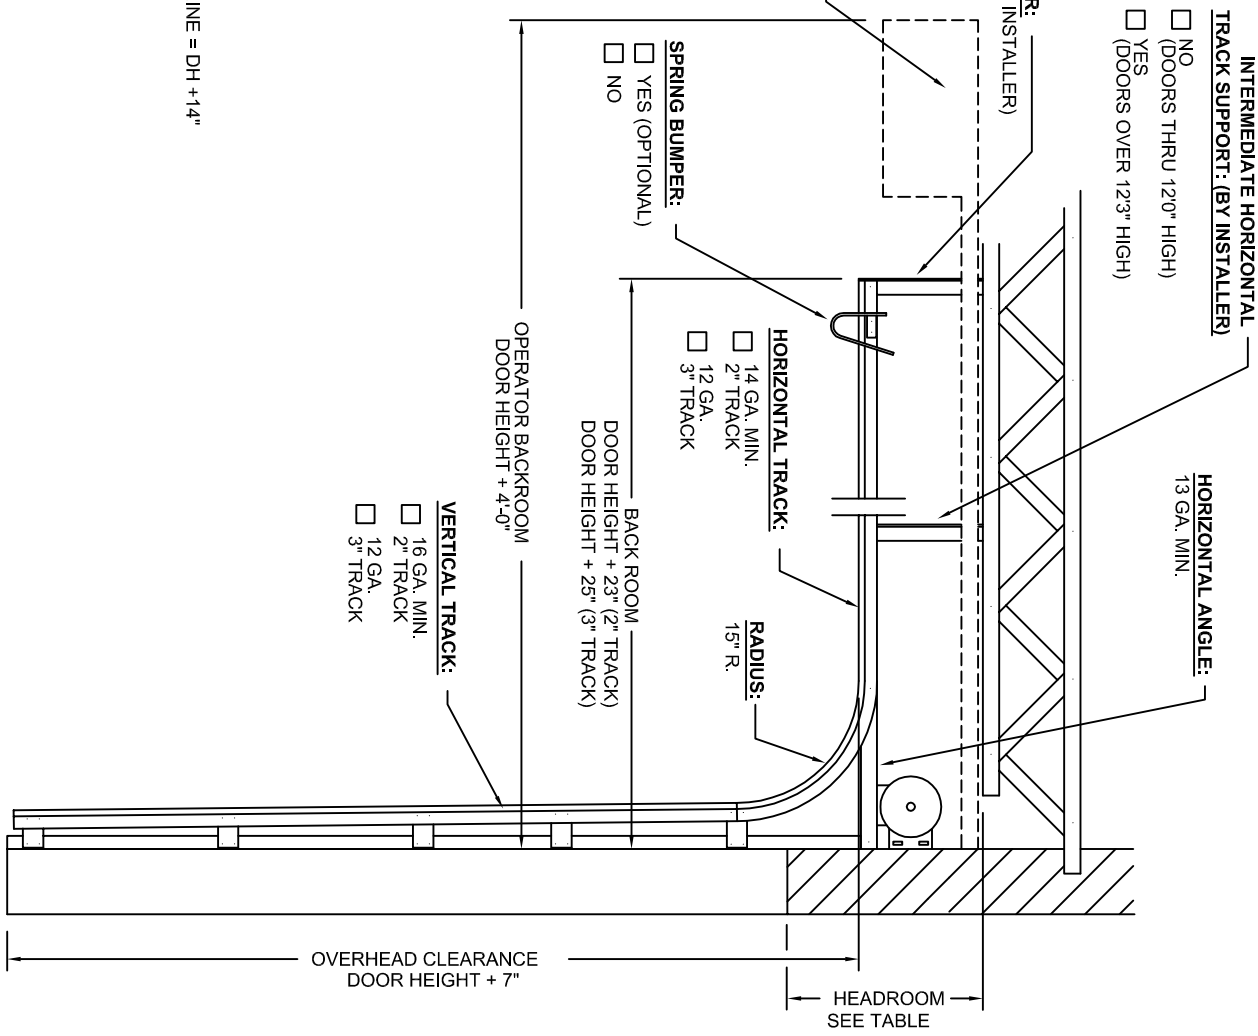 INTERMEDIATE HORIZONTAL
TRACK SUPPORT: (BY INSTALLER)
NO
(DOORS THRU 12'0" HIGH)
YES
(DOORS OVER 12'3" HIGH)
R:
INSTALLER)
HORIZONTAL ANGLE:
13 GA. MIN.
SPRING BUMPER:
YES (OPTIONAL)
NO
HORIZONTAL TRACK:
14 GA. MIN.
2" TRACK
12 GA.
3" TRACK
RADIUS:
15" R.
BACK ROOM
DOOR HEIGHT + 23" (2" TRACK)
DOOR HEIGHT + 25" (3" TRACK)
OPERATOR BACKROOM
DOOR HEIGHT + 4'-0"
VERTICAL TRACK:
16 GA. MIN.
2" TRACK
12 GA.
3" TRACK
INE = DH +14"
OVERHEAD CLEARANCE
DOOR HEIGHT + 7"
HEADROOM
SEE TABLE